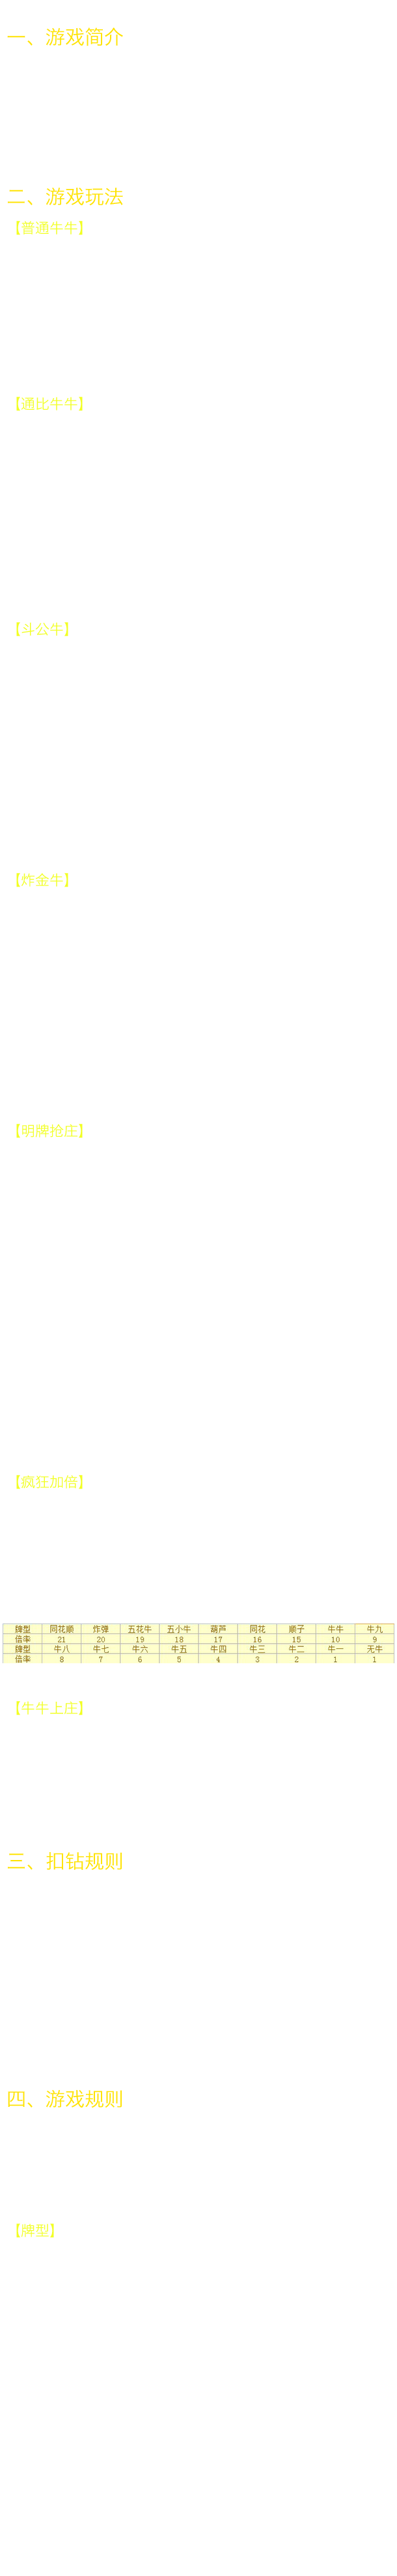 一、游戏简介
二、游戏玩法
【普通牛牛】
【通比牛牛】
【斗公牛】
【炸金牛】
【明牌抢庄】
【疯狂加倍】
牌型 同花顺 炸弹 五花牛 五小牛 葫芦 同花 顺子 牛牛 牛九
倍率 21 20 19 18 17 16 15 10 9
牌型 牛八 牛七 牛六 牛五 牛四 牛三 牛二 牛一 无牛
倍率 8 7 6 5 4 3 2 1 1
【牛牛上庄】
三、扣钻规则
四、游戏规则
【牌型】